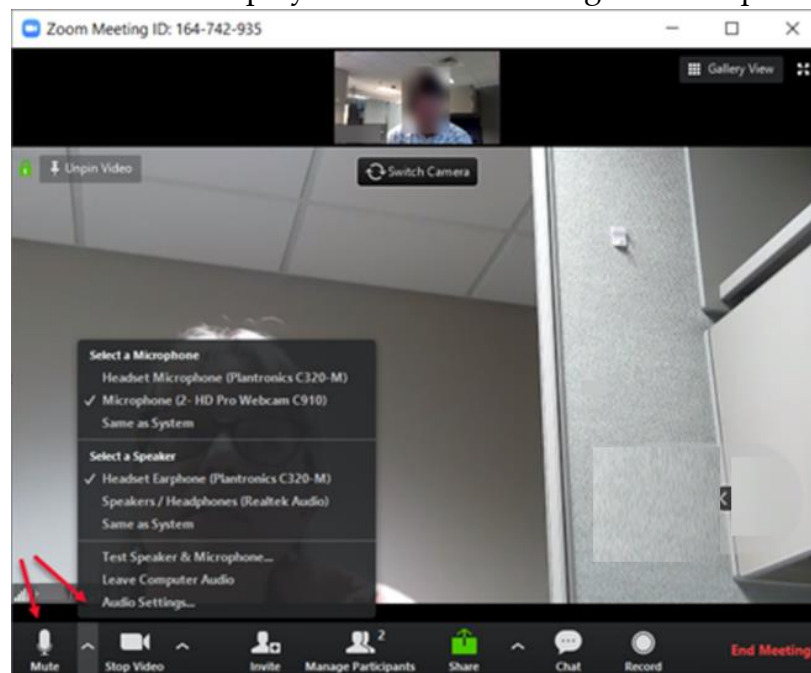 Zoom Meeting ID: 164-742-935
Gallery View
Unpin Video
Switch Camera
Select a Microphone
Headset Microphone (Plantronics C320-M)
✓ Microphone (2- HD Pro Webcam C910)
Same as System
Select a Speaker
✓ Headset Earphone (Plantronics C320-M)
Speakers / Headphones (Realtek Audio)
Same as System
Test Speaker & Microphone...
Leave Computer Audio
Audio Settings...
2
Mute
Stop Video
Invite
Manage Participants
Share
Chat
Record
End Meeting